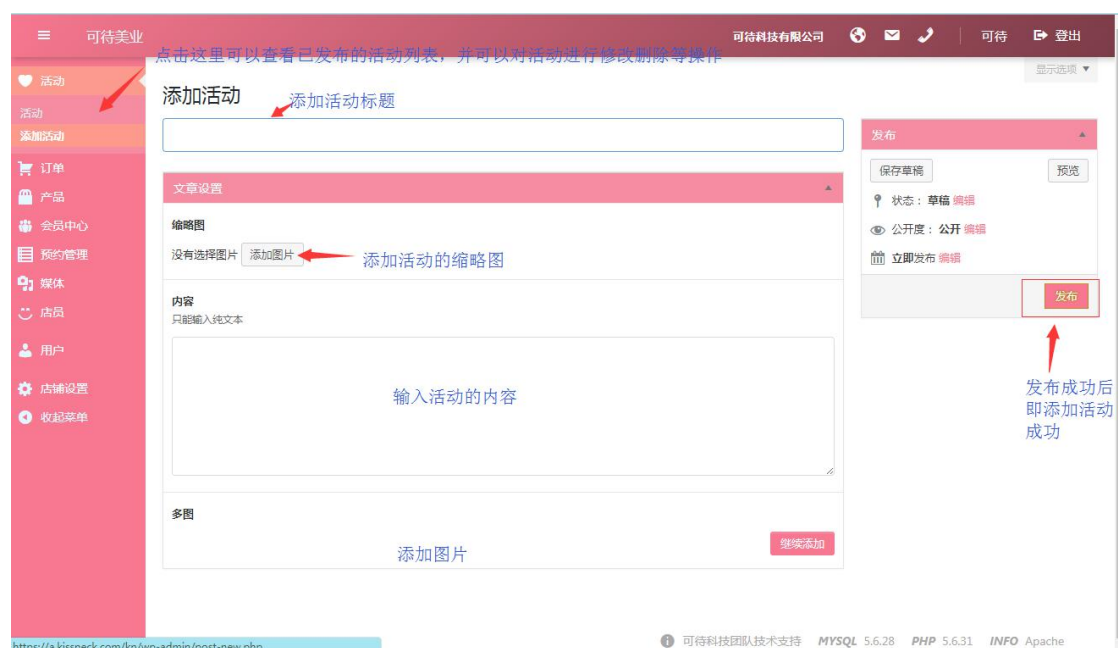 可待美业
可待科技有限公司
可待
登出
点击这里可以查看已发布的活动列表，并可以对活动进行修改删除等操作
显示选项
活动
活动
添加活动
订单
产品
会员中心
预约管理
媒体
店员
用户
店铺设置
收起菜单
添加活动
添加活动标题
文章设置
缩略图
没有选择图片 添加图片
添加活动的缩略图
内容
只能输入纯文本
输入活动的内容
多图
继续添加
添加图片
发布
保存草稿 预览
状态：草稿 编辑
公开度：公开 编辑
立即发布 编辑
发布
发布成功后
即添加活动
成功
可待科技团队技术支持 MYSQL 5.6.28 PHP 5.6.31 INFO Apache
https://a.kissneck.com/kn/wp-admin/post-new.php